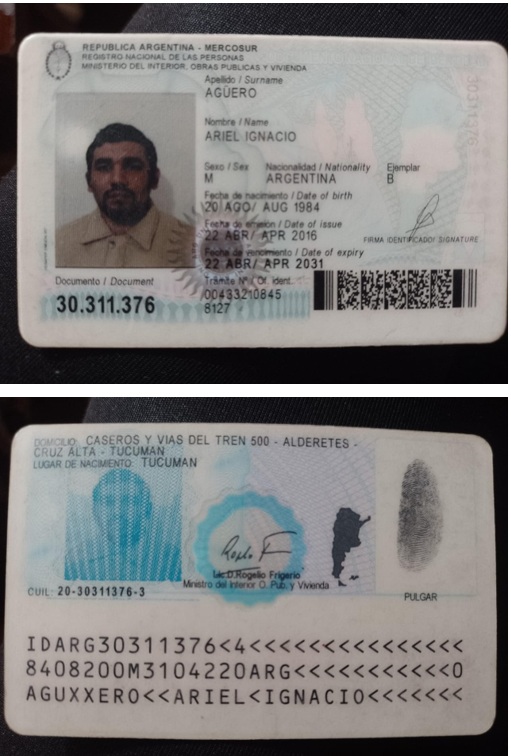 REPUBLICA ARGENTINA - MERCOSUR
REGISTRO NACIONAL DE LAS PERSONAS
MINISTERIO DEL INTERIOR, OBRAS PUBLICAS Y VIVIENDA
Apellido / Surname
AGÜERO
Nombre / Name
ARIEL IGNACIO
Sexo / Sex Nacionalidad / Nationality Ejemplar
M ARGENTINA B
Fecha de nacimiento / Date of birth
20 AGO/ AUG 1984
Fecha de emisión / Date of issue
22 ABR/ APR 2016
FIRMA IDENTIFICADO/ SIGNATURE
Fecha de vencimiento / Date of expiry
22 ABR/ APR 2031
Documento / Document
Trámite Nº / Of. ident.
30.311.376
00433210845
8127
DOMICILIO: CASEROS Y VIAS DEL TREN 500 - ALDERETES -
CRUZ ALTA - TUCUMAN
LUGAR DE NACIMIENTO: TUCUMAN
Lic.D.Rogelio Frigerio
Ministro del Interior O. Pub. y Vivienda
CUIL: 20-30311376-3
PULGAR
IDARG30311376<4<<<<<<<<<<<<<<<
8408200M3104220ARG<<<<<<<<<<<0
AGUXXERO<<ARIEL<IGNACIO<<<<<<<